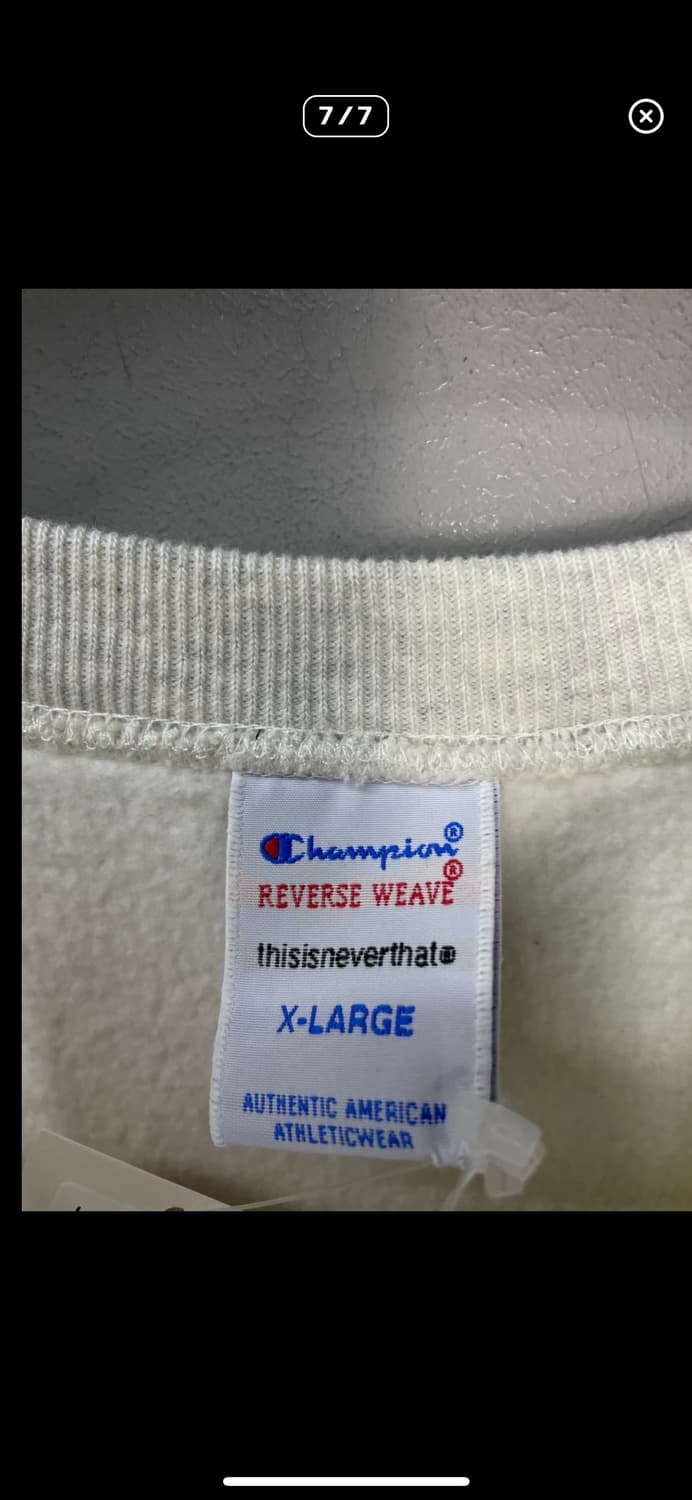 7/7
Champion®
REVERSE WEAVE®
thisisneverthat®
X-LARGE
AUTHENTIC AMERICAN
ATHLETICWEAR